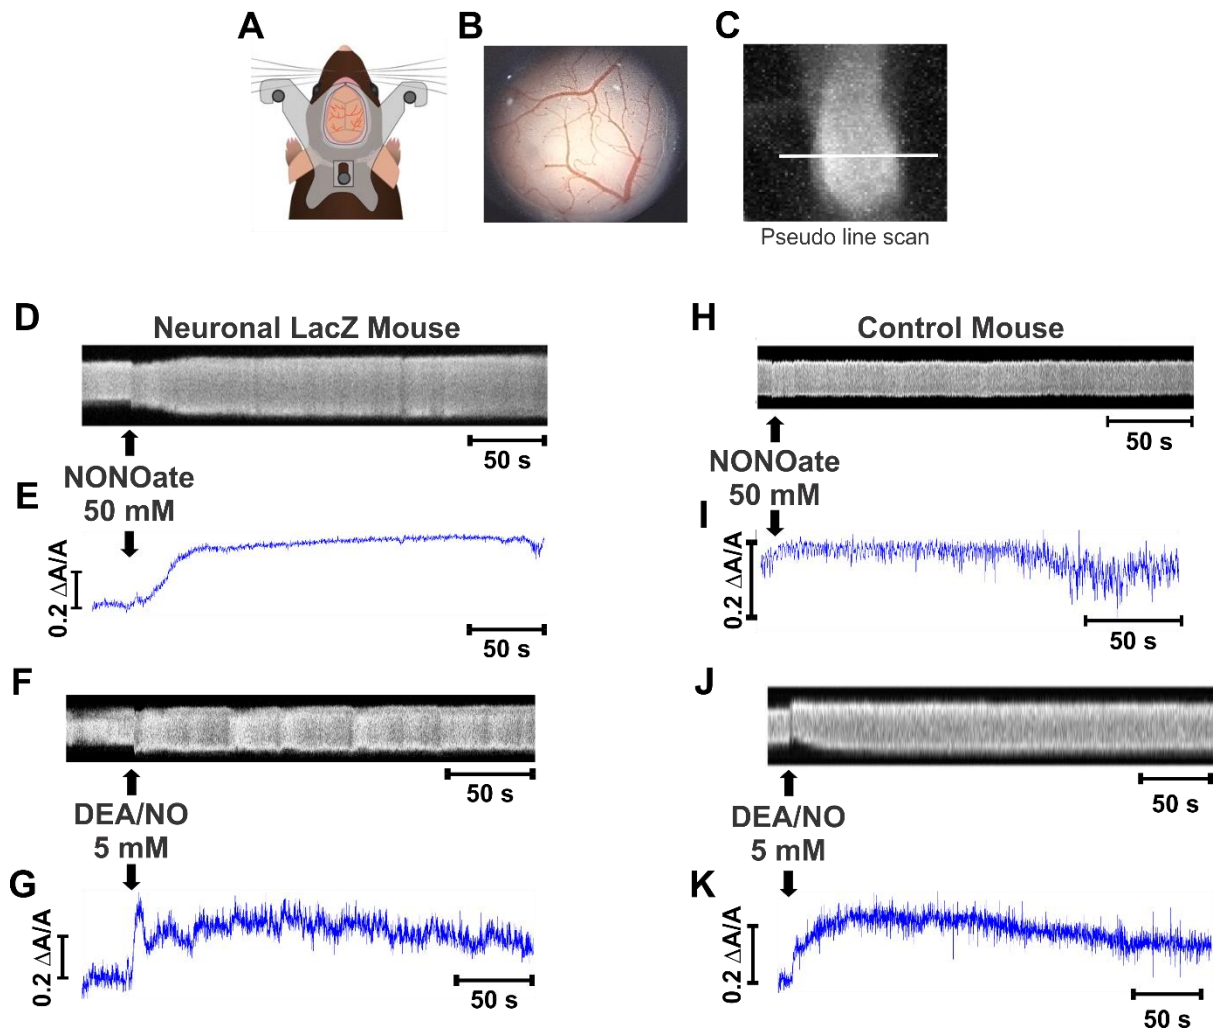 A
B
C
Pseudo line scan
D
Neuronal LacZ Mouse
50 s
NONOate
50 mM
E
0.2 ΔA/A
50 s
F
50 s
DEA/NO
5 mM
G
0.2 ΔA/A
50 s
H
Control Mouse
50 s
NONOate
50 mM
I
0.2 ΔA/A
50 s
J
50 s
DEA/NO
5 mM
K
0.2 ΔA/A
50 s